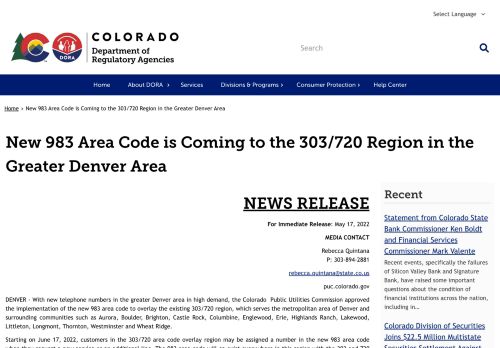 Select Language
COLORADO
Department of
Regulatory Agencies
DORA
Search
Home
About DORA
Services
Divisions & Programs
Consumer Protection
Help Center
Home > New 983 Area Code is Coming to the 303/720 Region in the Greater Denver Area
New 983 Area Code is Coming to the 303/720 Region in the
Greater Denver Area
NEWS RELEASE
For Immediate Release: May 17, 2022
MEDIA CONTACT
Rebecca Quintana
P: 303-894-2881
rebecca.quintana@state.co.us
puc.colorado.gov
DENVER - With new telephone numbers in the greater Denver area in high demand, the Colorado Public Utilities Commission approved
the implementation of the new 983 area code to overlay the existing 303/720 region, which serves the metropolitan area of Denver and
surrounding communities such as Aurora, Boulder, Brighton, Castle Rock, Columbine, Englewood, Erie, Highlands Ranch, Lakewood,
Littleton, Longmont, Thornton, Westminster and Wheat Ridge.
Starting on June 17, 2022, customers in the 303/720 area code overlay region may be assigned a number in the new 983 area code
Recent
Statement from Colorado State
Bank Commissioner Ken Boldt
and Financial Services
Commissioner Mark Valente
Recent events, specifically the failures
of Silicon Valley Bank and Signature
Bank, have raised some important
questions about the condition of
financial institutions across the nation,
including in...
Colorado Division of Securities
Joins $22.5 Million Multistate
Securities Settlement Against